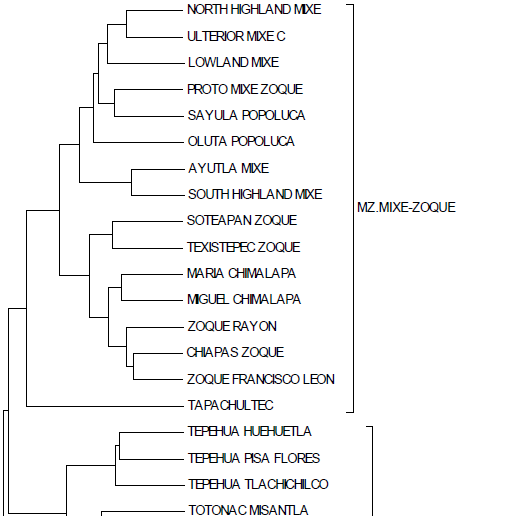 NORTH HIGHLAND MIXE
ULTERIOR MIXE C
LOWLAND MIXE
PROTO MIXE ZOQUE
SAYULA POPOLUCA
OLUTA POPOLUCA
AYUTLA MIXE
SOUTH HIGHLAND MIXE
MZ.MIXE-ZOQUE
SOTEAPAN ZOQUE
TEXISTEPEC ZOQUE
MARIA CHIMALAPA
MIGUEL CHIMALAPA
ZOQUE RAYON
CHIAPAS ZOQUE
ZOQUE FRANCISCO LEON
TAPACHULTEC
TEPEHUA HUEHUETLA
TEPEHUA PISA FLORES
TEPEHUA TLACHICHILCO
TOTONAC MISANTLA